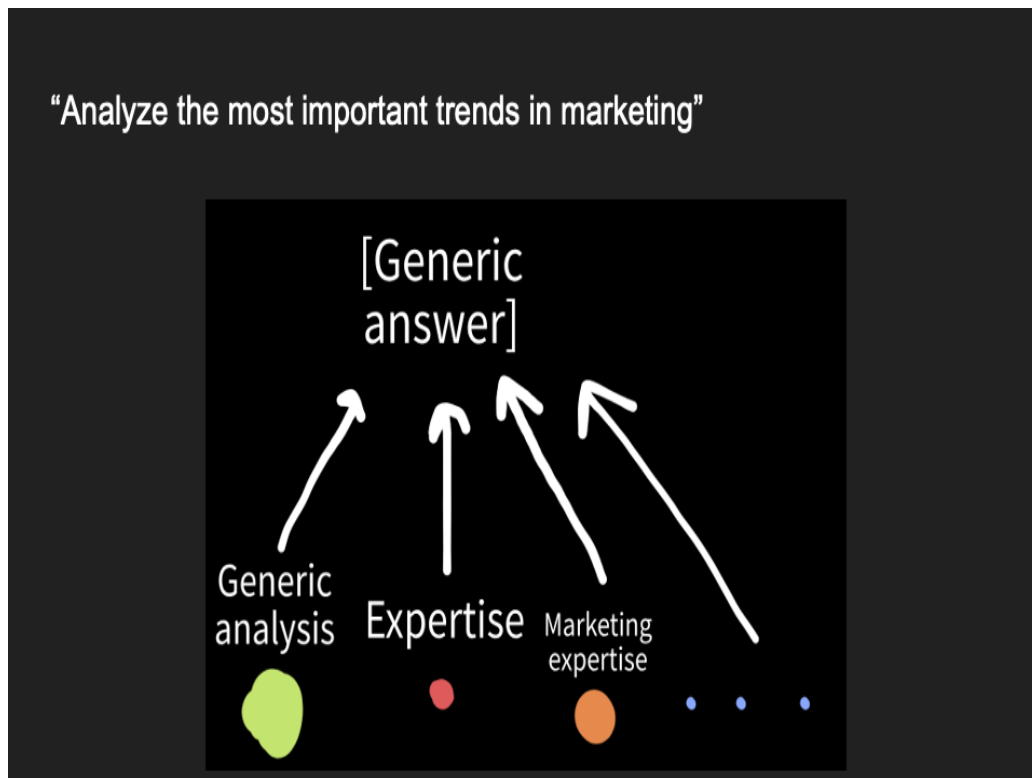 “Analyze the most important trends in marketing”
[Generic
answer]
Generic
analysis
Expertise
Marketing
expertise